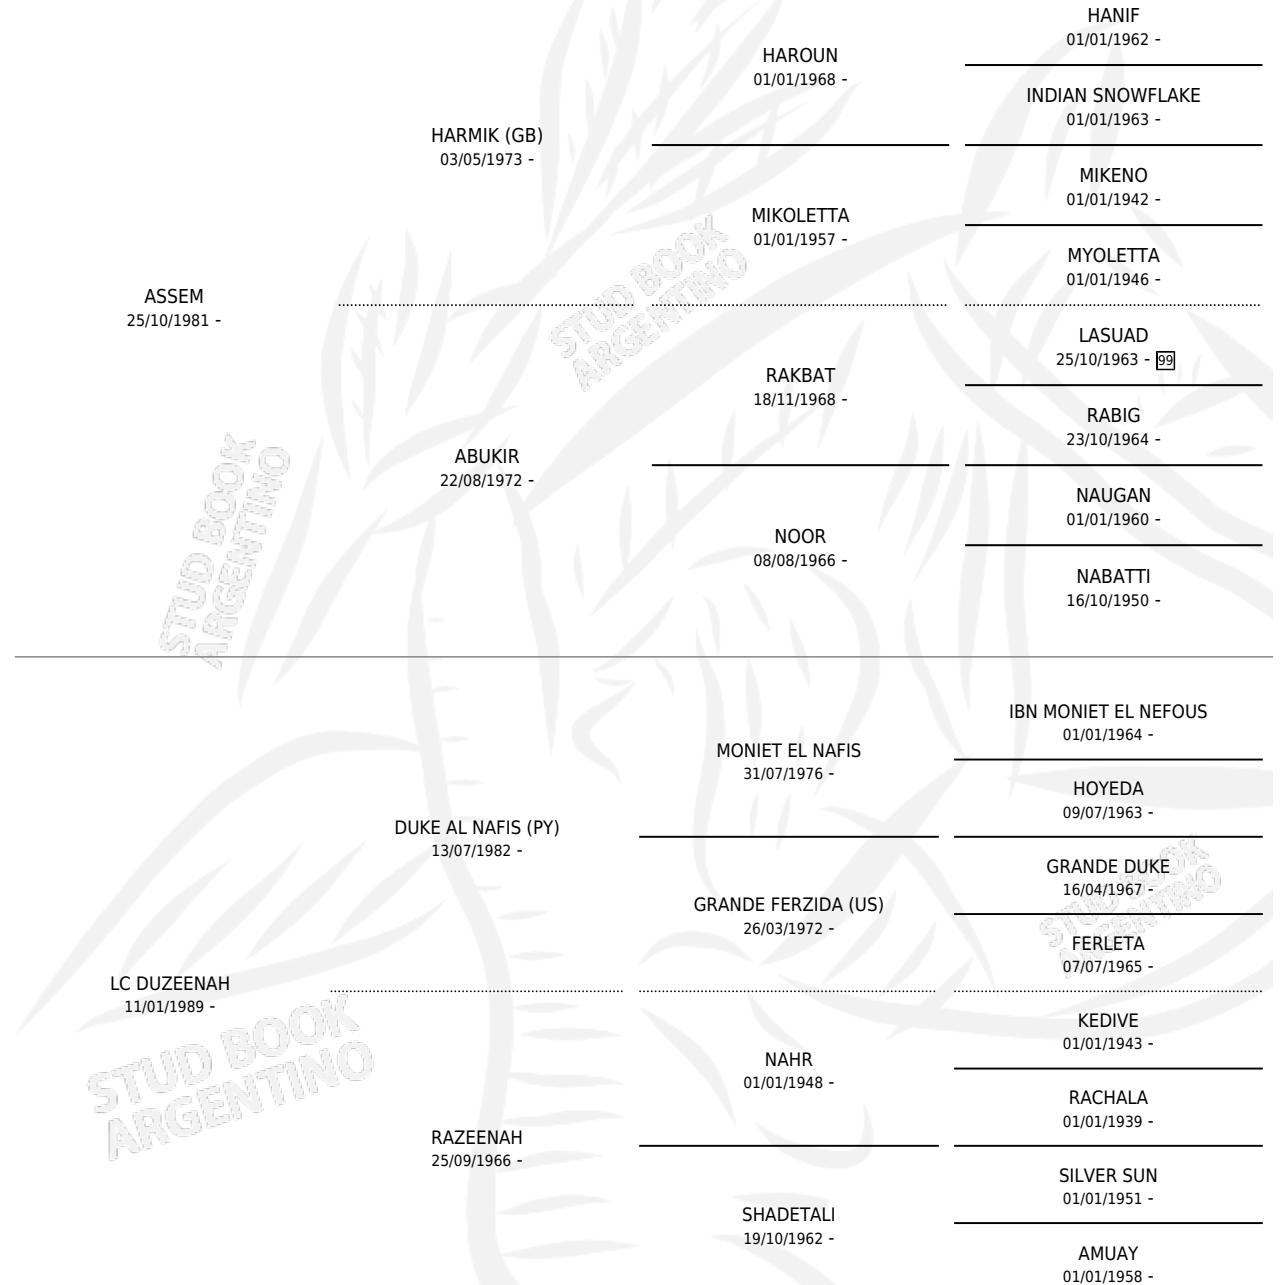 HANIF
01/01/1962 -
HAROUN
01/01/1968 -
INDIAN SNOWFLAKE
01/01/1963 -
HARMIK (GB)
03/05/1973 -
MIKENO
01/01/1942 -
MIKOLETTA
01/01/1957 -
MYOLETTA
01/01/1946 -
ASSEM
25/10/1981 -
LASUAD
25/10/1963 - 99
RAKBAT
18/11/1968 -
RABIG
23/10/1964 -
ABUKIR
22/08/1972 -
NAUGAN
01/01/1960 -
NOOR
08/08/1966 -
NABATTI
16/10/1950 -
IBN MONIET EL NEFOUS
01/01/1964 -
MONIET EL NAFIS
31/07/1976 -
HOYEDA
09/07/1963 -
DUKE AL NAFIS (PY)
13/07/1982 -
GRANDE DUKE
16/04/1967 -
GRANDE FERZIDA (US)
26/03/1972 -
FERLETA
07/07/1965 -
LC DUZEENAH
11/01/1989 -
KEDIVE
01/01/1943 -
NAHR
01/01/1948 -
RACHALA
01/01/1939 -
RAZEENAH
25/09/1966 -
SILVER SUN
01/01/1951 -
SHADETALI
19/10/1962 -
AMUAY
01/01/1958 -
STUD BOOK
ARGENTINO
STUD BOOK
ARGENTINO
STUD BOOK
ARGENTINO
STUD BOOK
ARGENTINO